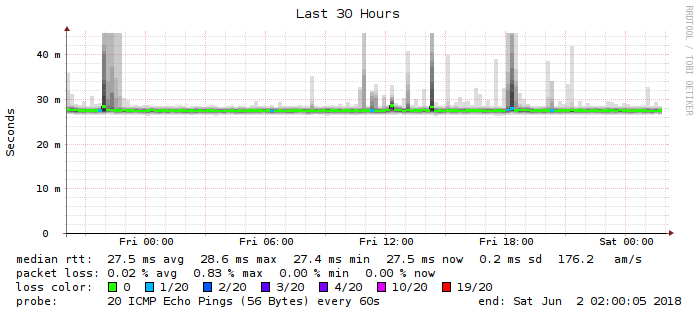 Last 30 Hours
RRDTOOL / TOBI OETIKER
Seconds
40 m
30 m
20 m
10 m
0
Fri 00:00 Fri 06:00 Fri 12:00 Fri 18:00 Sat 00:00
median rtt: 27.5 ms avg 28.6 ms max 27.4 ms min 27.5 ms now 0.2 ms sd 176.2 am/s
packet loss: 0.02 % avg 0.83 % max 0.00 % min 0.00 % now
loss color: 0 1/20 2/20 3/20 4/20 10/20 19/20
probe: 20 ICMP Echo Pings (56 Bytes) every 60s end: Sat Jun 2 02:00:05 2018